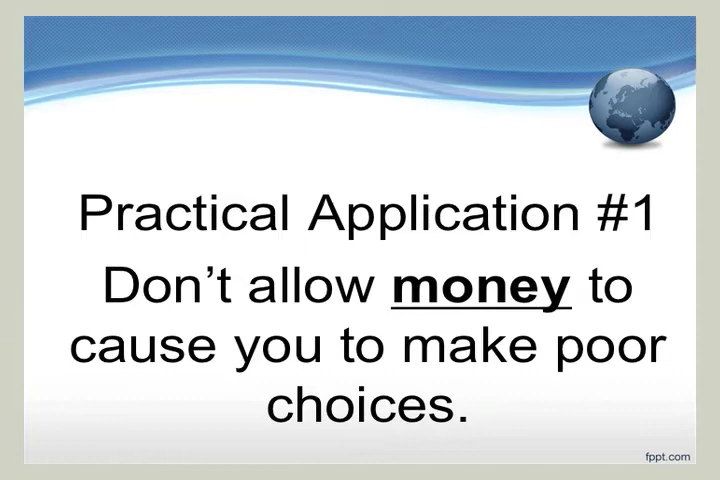 Practical Application #1
Don’t allow money to
cause you to make poor
choices.
fppt.com